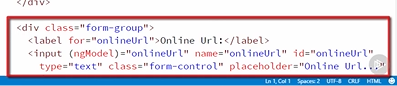 </div>
<div class="form-group">
<label for="onlineUrl">Online Url:</label>
<input (ngModel)="onlineUrl" name="onlineUrl" id="onlineUrl"
type="text" class="form-control" placeholder="Online Url..."
Ln 1, Col 1 Spaces: 2 UTF-8 CRLF HTML